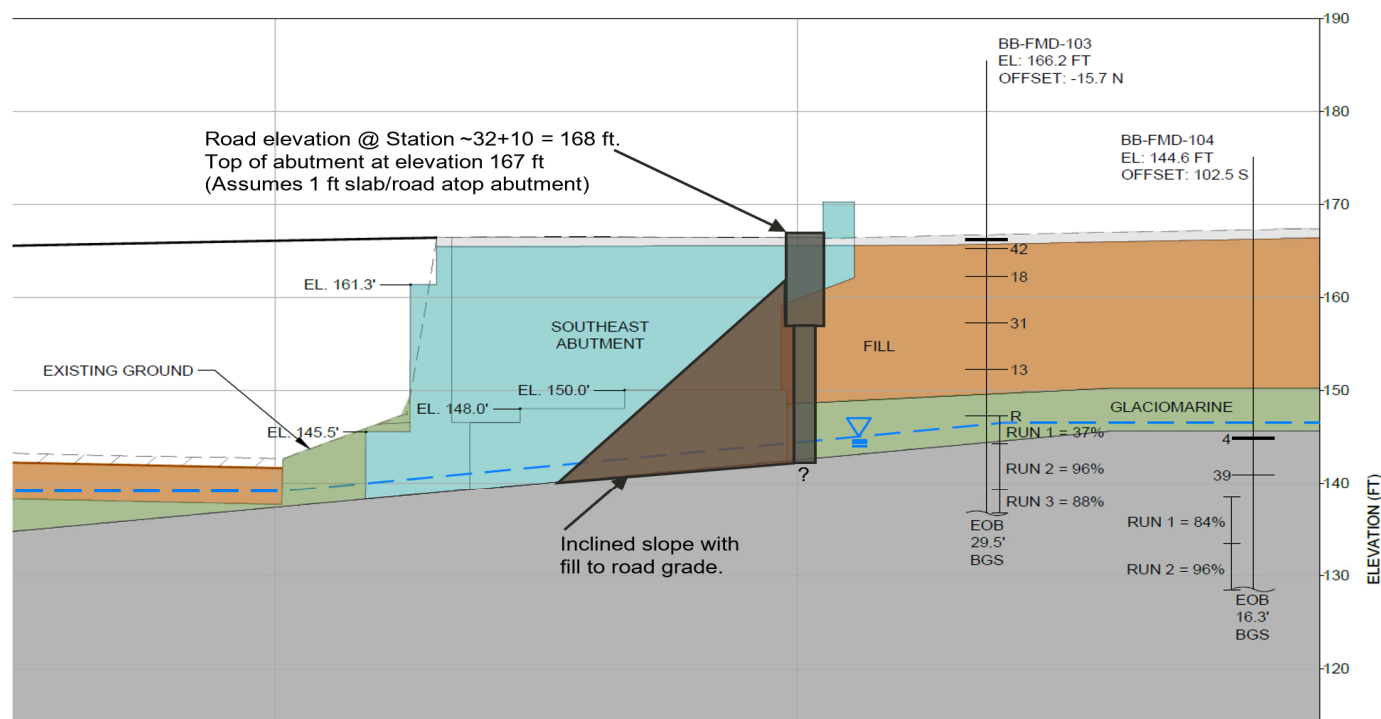 190
BB-FMD-103
EL: 166.2 FT
OFFSET: -15.7 N
180
Road elevation @ Station ~32+10 = 168 ft.
Top of abutment at elevation 167 ft
(Assumes 1 ft slab/road atop abutment)
BB-FMD-104
EL: 144.6 FT
OFFSET: 102.5 S
170
42
18
EL. 161.3'
160
SOUTHEAST
ABUTMENT
31
FILL
EXISTING GROUND
13
EL. 150.0'
150
EL. 148.0'
GLACIOMARINE
R
EL. 145.5'
RUN 1 = 37%
4
?
RUN 2 = 96%
39
140
RUN 3 = 88%
EOB
29.5'
BGS
RUN 1 = 84%
Inclined slope with
fill to road grade.
RUN 2 = 96%
130
EOB
16.3'
BGS
120
ELEVATION (FT)